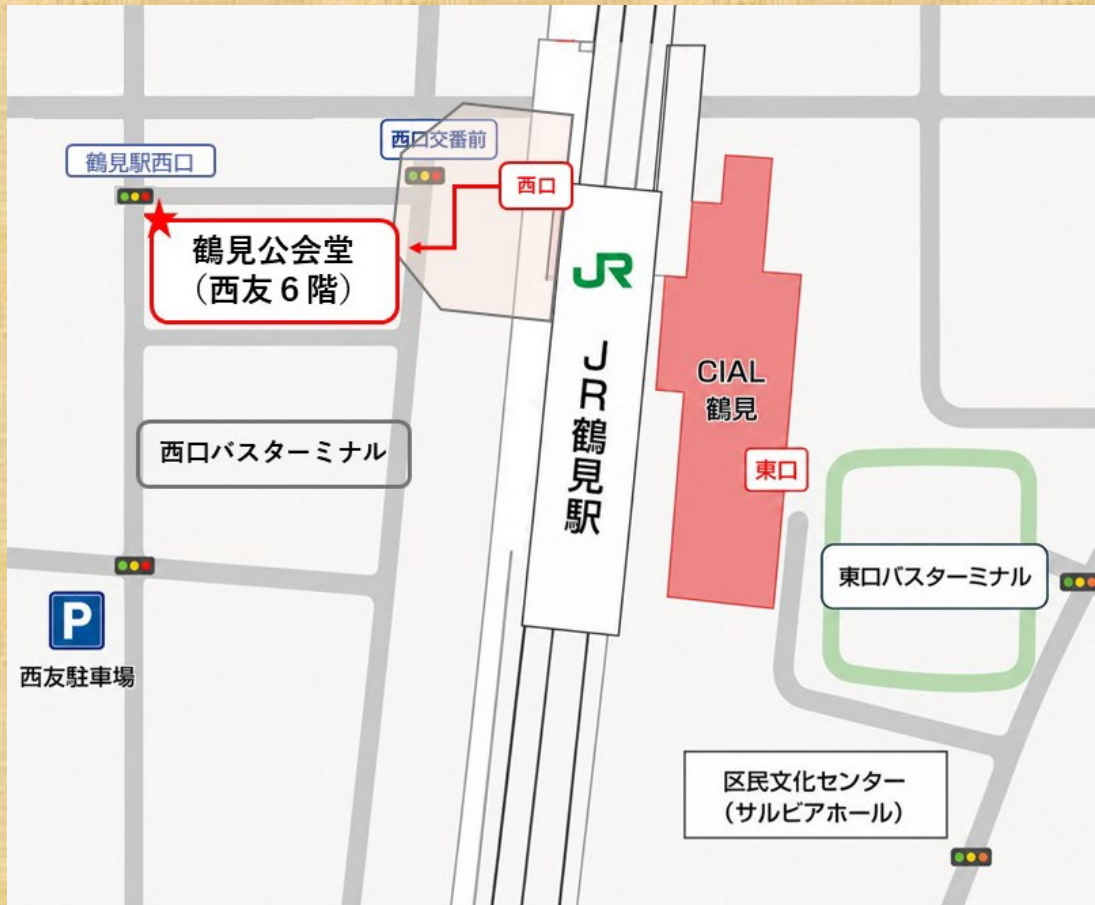 西口交番前
鶴見駅西口
西口
鶴見公会堂
（西友６階）
JR
JR鶴見駅
CIAL
鶴見
西口バスターミナル
東口
東口バスターミナル
P
西友駐車場
区民文化センター
（サルビアホール）